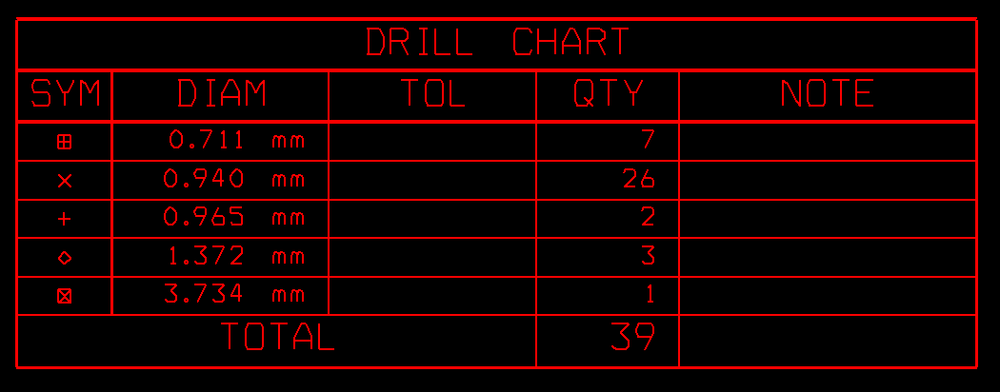 DRILL CHART
SYM DIAM TOL QTY NOTE
0.711 mm 7
0.940 mm 26
0.965 mm 2
1.372 mm 3
3.734 mm 1
TOTAL 39